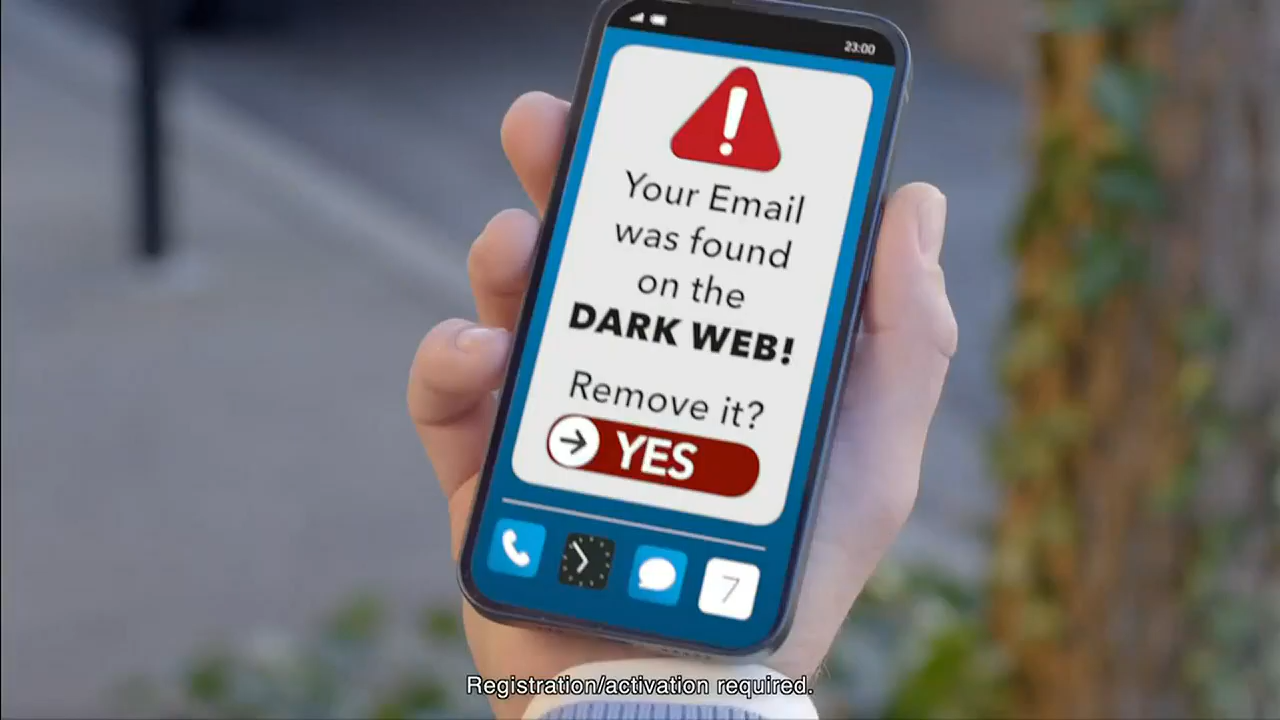 23:00
Your Email
was found
on the
DARK WEB!
Remove it?
YES
7
Registration/activation required.